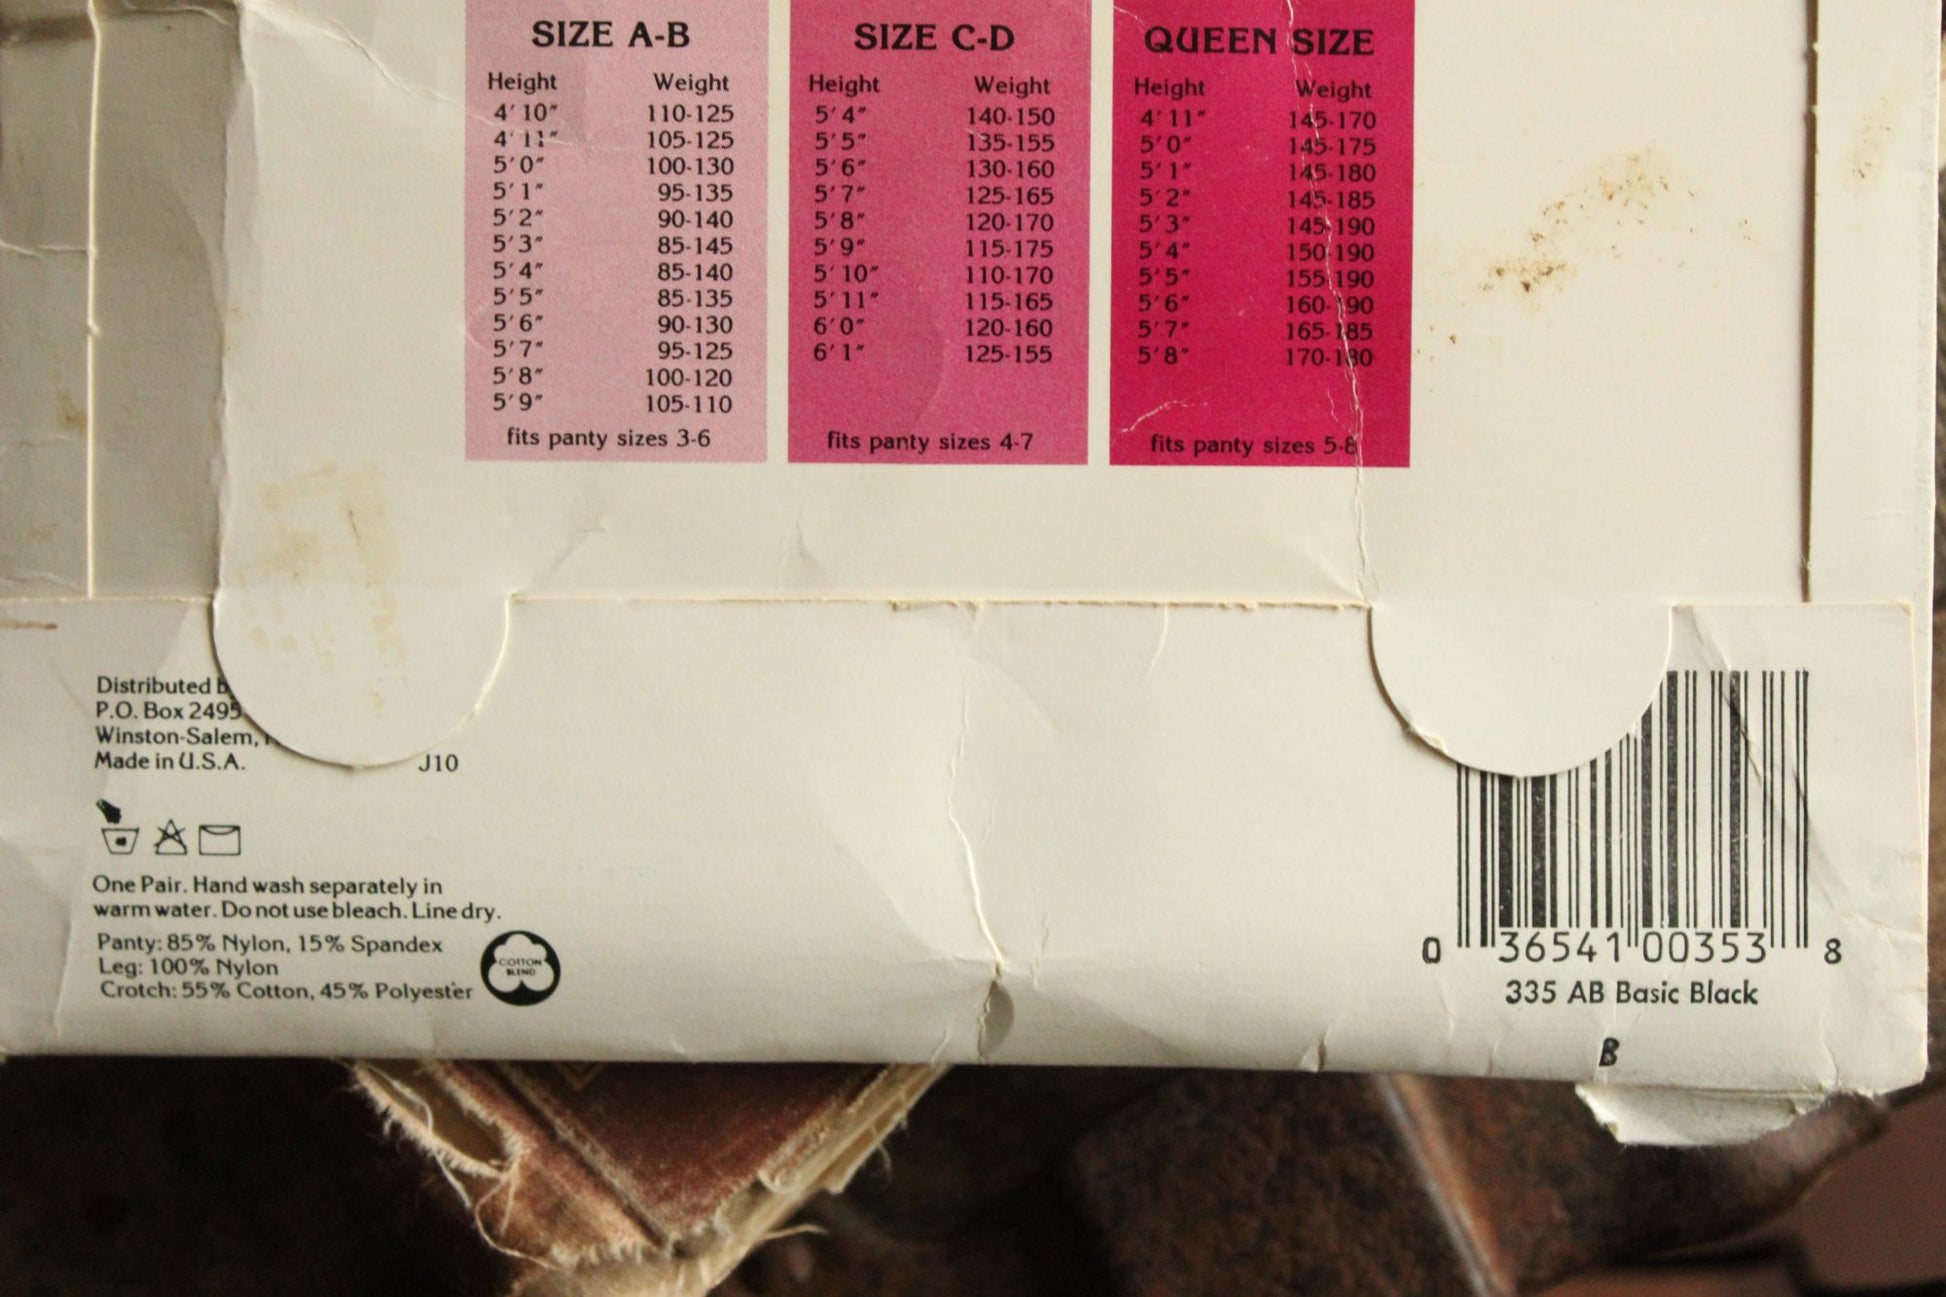 SIZE A-B
Height Weight
4' 10" 110-125
4' 11" 105-125
5' 0" 100-130
5' 1" 95-135
5' 2" 90-140
5' 3" 85-145
5' 4" 85-140
5' 5" 85-135
5' 6" 90-130
5' 7" 95-125
5' 8" 100-120
5' 9" 105-110
fits panty sizes 3-6
SIZE C-D
Height Weight
5' 4" 140-150
5' 5" 135-155
5' 6" 130-160
5' 7" 125-165
5' 8" 120-170
5' 9" 115-175
5' 10" 110-170
5' 11" 115-165
6' 0" 120-160
6' 1" 125-155
fits panty sizes 4-7
QUEEN SIZE
Height Weight
4' 11" 145-170
5' 0" 145-175
5' 1" 145-180
5' 2" 145-185
5' 3" 145-190
5' 4" 150-190
5' 5" 155-190
5' 6" 160-190
5' 7" 165-185
5' 8" 170-180
fits panty sizes 5-8
Distributed
P.O. Box 2495
Winston-Salem,
Made in U.S.A. J10
One Pair. Hand wash separately in
warm water. Do not use bleach. Line dry.
Panty: 85% Nylon, 15% Spandex
Leg: 100% Nylon
Crotch: 55% Cotton, 45% Polyester
COTTON
BLEND
0 36541 00353 8
335 AB Basic Black
B